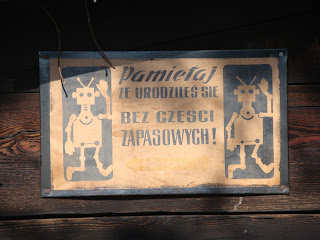 Pamiętaj
ŻE URODZIŁEŚ SIĘ
BEZ CZĘŚCI
ZAPASOWYCH!